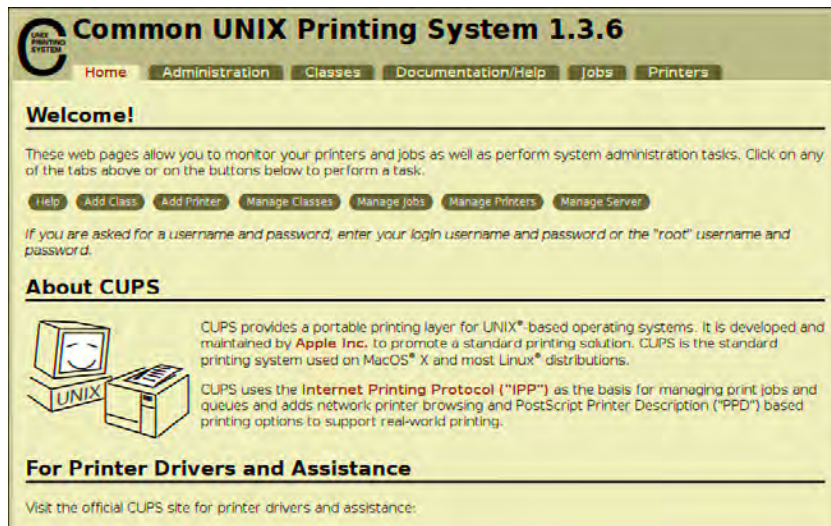 UNIX
PRINTING
SYSTEM
Common UNIX Printing System 1.3.6
Home Administration Classes Documentation/Help Jobs Printers
Welcome!
These web pages allow you to monitor your printers and jobs as well as perform system administration tasks. Click on any
of the tabs above or on the buttons below to perform a task.
Help Add Class Add Printer Manage Classes Manage Jobs Manage Printers Manage Server
If you are asked for a username and password, enter your login username and password or the "root" username and
password.
About CUPS
CUPS provides a portable printing layer for UNIX®-based operating systems. It is developed and
maintained by Apple Inc. to promote a standard printing solution. CUPS is the standard
printing system used on MacOS® X and most Linux® distributions.
UNIX
CUPS uses the Internet Printing Protocol ("IPP") as the basis for managing print jobs and
queues and adds network printer browsing and PostScript Printer Description ("PPD") based
printing options to support real-world printing.
For Printer Drivers and Assistance
Visit the official CUPS site for printer drivers and assistance: